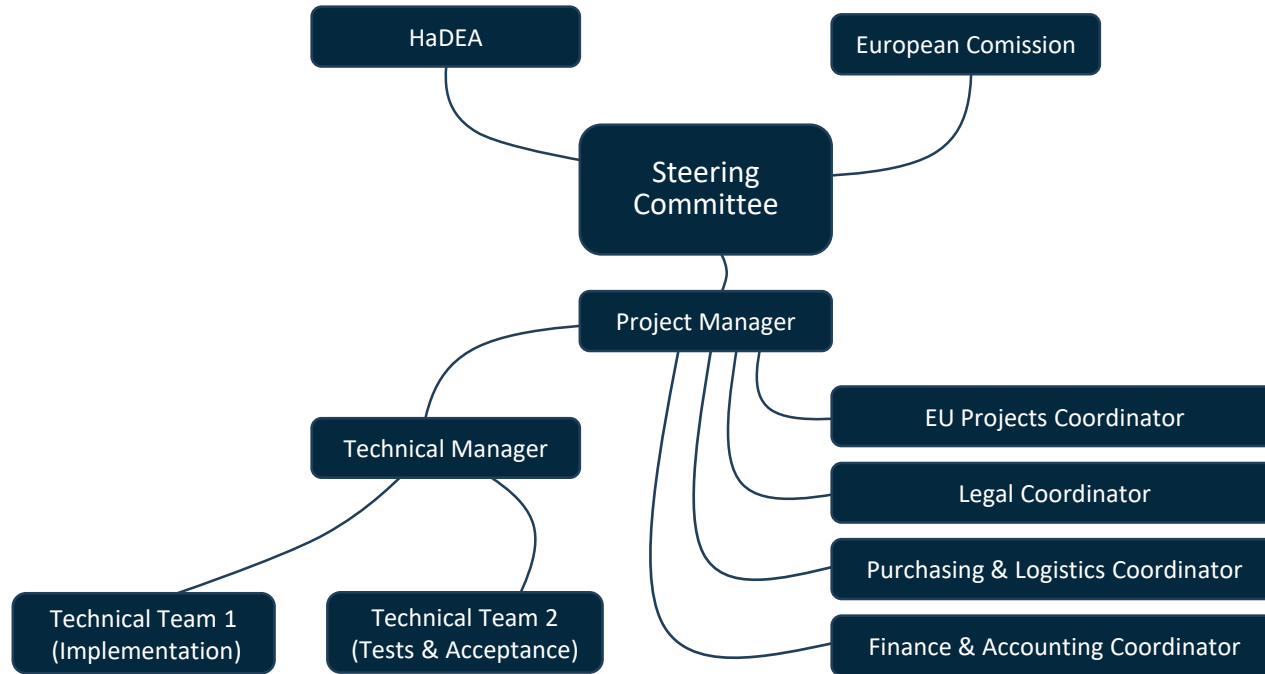 HaDEA
European Comission
Steering
Committee
Project Manager
EU Projects Coordinator
Technical Manager
Legal Coordinator
Purchasing & Logistics Coordinator
Technical Team 1
(Implementation)
Technical Team 2
(Tests & Acceptance)
Finance & Accounting Coordinator